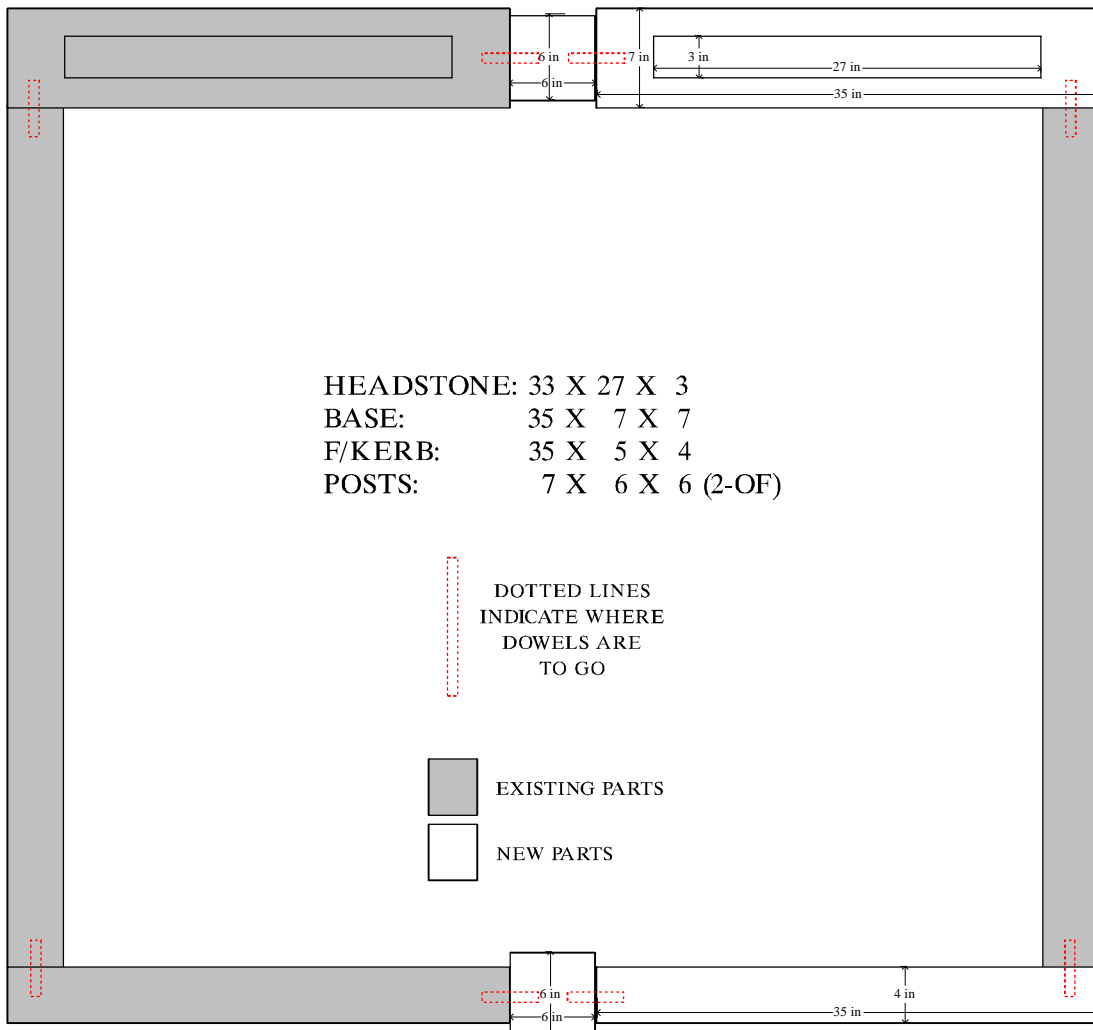 6 in
6 in
7 in
3 in
27 in
35 in
HEADSTONE: 33 X 27 X 3
BASE: 35 X 7 X 7
F/KERB: 35 X 5 X 4
POSTS: 7 X 6 X 6 (2-OF)
DOTTED LINES
INDICATE WHERE
DOWELS ARE
TO GO
EXISTING PARTS
NEW PARTS
6 in
6 in
4 in
35 in